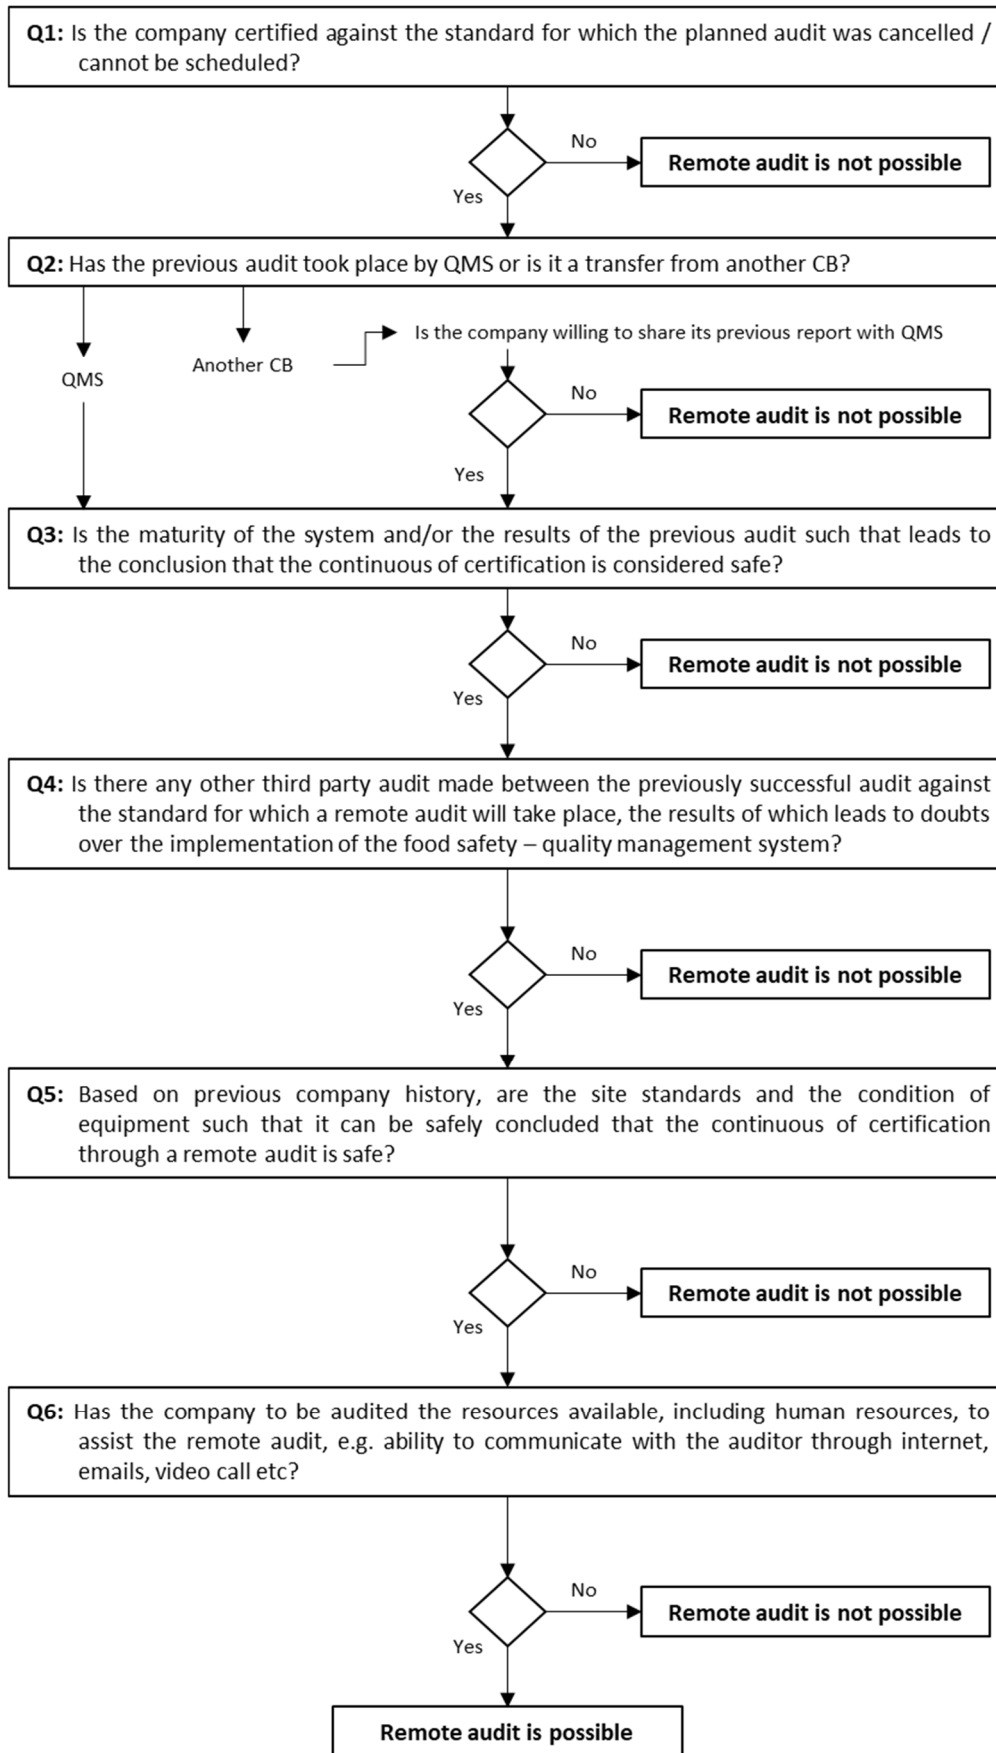 Q1: Is the company certified against the standard for which the planned audit was cancelled /
cannot be scheduled?
No
Remote audit is not possible
Yes
Q2: Has the previous audit took place by QMS or is it a transfer from another CB?
Is the company willing to share its previous report with QMS
Another CB
QMS
No
Remote audit is not possible
Yes
Q3: Is the maturity of the system and/or the results of the previous audit such that leads to
the conclusion that the continuous of certification is considered safe?
No
Remote audit is not possible
Yes
Q4: Is there any other third party audit made between the previously successful audit against
the standard for which a remote audit will take place, the results of which leads to doubts
over the implementation of the food safety – quality management system?
No
Remote audit is not possible
Yes
Q5: Based on previous company history, are the site standards and the condition of
equipment such that it can be safely concluded that the continuous of certification
through a remote audit is safe?
No
Remote audit is not possible
Yes
Q6: Has the company to be audited the resources available, including human resources, to
assist the remote audit, e.g. ability to communicate with the auditor through internet,
emails, video call etc?
No
Remote audit is not possible
Yes
Remote audit is possible